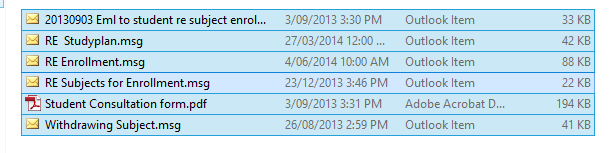 20130903 Eml to student re subject enrol... 3/09/2013 3:30 PM Outlook Item 33 KB
RE  Studyplan.msg 27/03/2014 12:00 ... Outlook Item 42 KB
RE Enrollment.msg 4/06/2014 10:00 AM Outlook Item 88 KB
RE Subjects for Enrollment.msg 23/12/2013 3:46 PM Outlook Item 22 KB
Student Consultation form.pdf 3/09/2013 3:31 PM Adobe Acrobat D... 194 KB
Withdrawing Subject.msg 26/08/2013 2:59 PM Outlook Item 41 KB